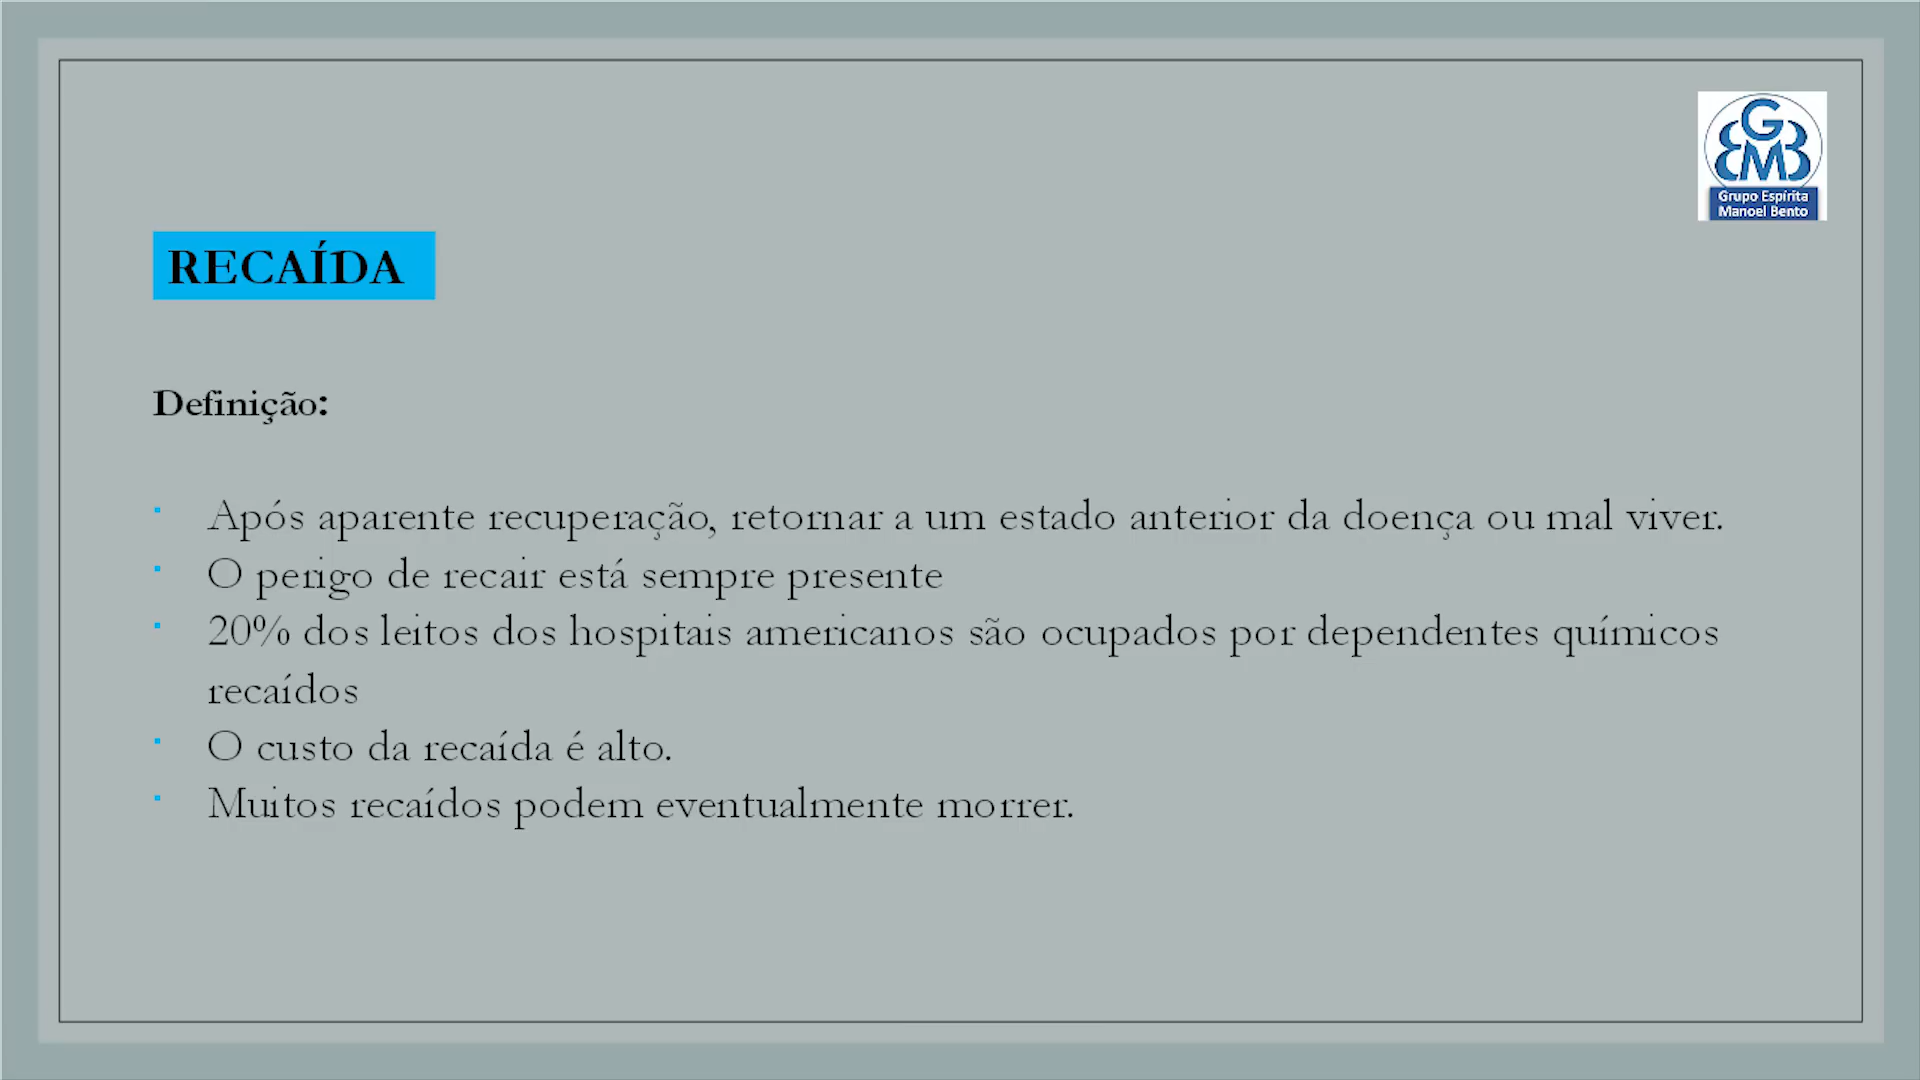 GEMB
Grupo Espírita
Manoel Bento
RECAÍDA
Definição:
Após aparente recuperação, retornar a um estado anterior da doença ou mal viver.
O perigo de recair está sempre presente
20% dos leitos dos hospitais americanos são ocupados por dependentes químicos
recaídos
O custo da recaída é alto.
Muitos recaídos podem eventualmente morrer.